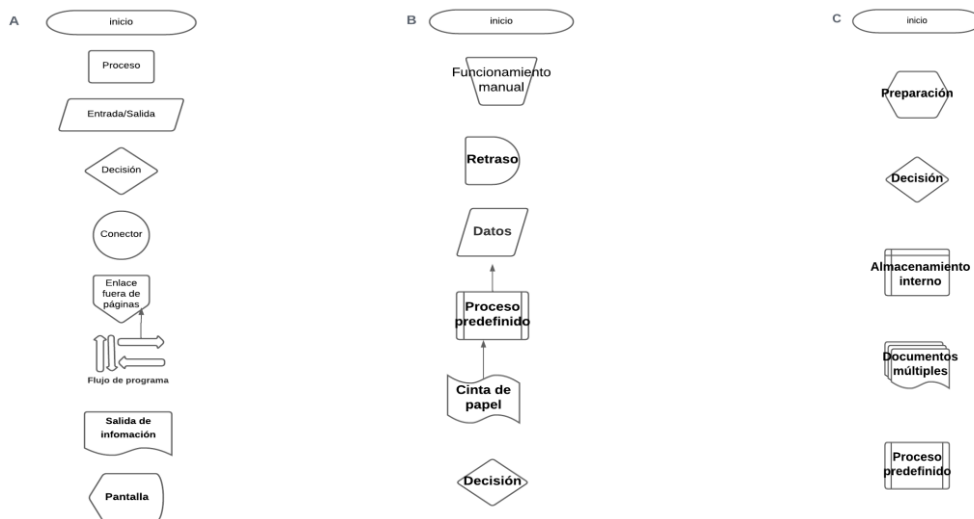 A
inicio
Proceso
Entrada/Salida
Decisión
Conector
Enlace
fuera de
páginas
Flujo de programa
Salida de
infomación
Pantalla
B
inicio
Funcionamiento
manual
Retraso
Datos
Proceso
predefinido
Cinta de
papel
Decisión
C
inicio
Preparación
Decisión
Almacenamiento
interno
Documentos
múltiples
Proceso
predefinido